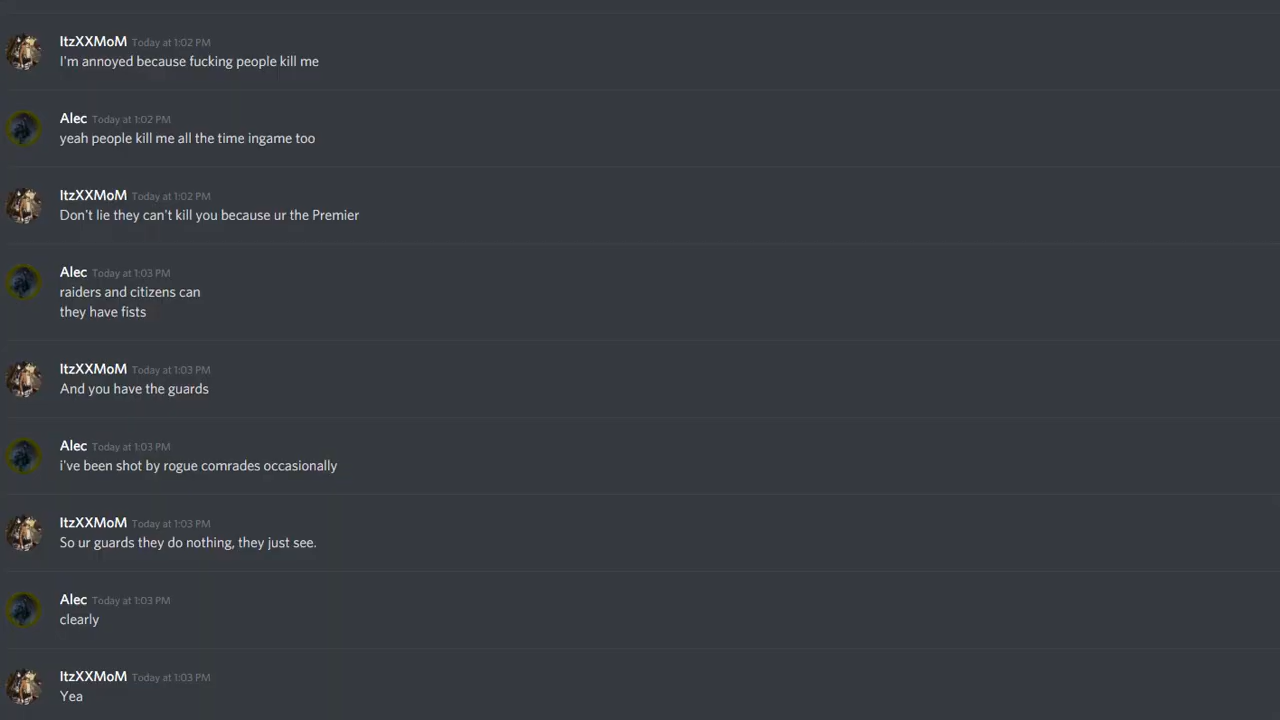 ItzXXMoM Today at 1:02 PM
I'm annoyed because fucking people kill me
Alec Today at 1:02 PM
yeah people kill me all the time ingame too
ItzXXMoM Today at 1:02 PM
Don't lie they can't kill you because ur the Premier
Alec Today at 1:03 PM
raiders and citizens can
they have fists
ItzXXMoM Today at 1:03 PM
And you have the guards
Alec Today at 1:03 PM
i've been shot by rogue comrades occasionally
ItzXXMoM Today at 1:03 PM
So ur guards they do nothing, they just see.
Alec Today at 1:03 PM
clearly
ItzXXMoM Today at 1:03 PM
Yea